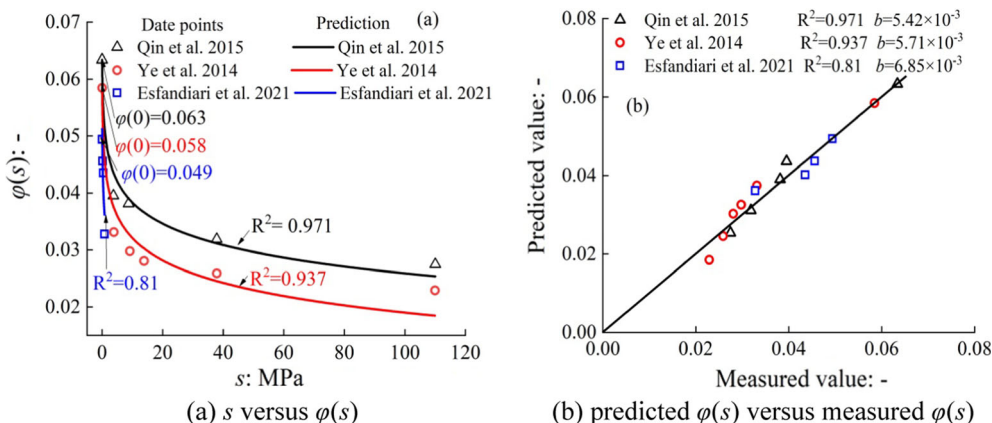 0.07
0.06
0.05
0.04
0.03
0.02
φ(s): -
Date points Prediction (a)
Qin et al. 2015 Qin et al. 2015
Ye et al. 2014 Ye et al. 2014
Esfandiari et al. 2021 Esfandiari et al. 2021
φ(0)=0.063
φ(0)=0.058
φ(0)=0.049
R²= 0.971
R²=0.937
R²=0.81
0 20 40 60 80 100 120
s: MPa
(a) s versus φ(s)
0.08
0.06
0.04
0.02
0.00
Predicted value: -
Qin et al. 2015 R²=0.971 b=5.42×10⁻³
Ye et al. 2014 R²=0.937 b=5.71×10⁻³
Esfandiari et al. 2021 R²=0.81 b=6.85×10⁻³
(b)
0.00 0.02 0.04 0.06 0.08
Measured value: -
(b) predicted φ(s) versus measured φ(s)